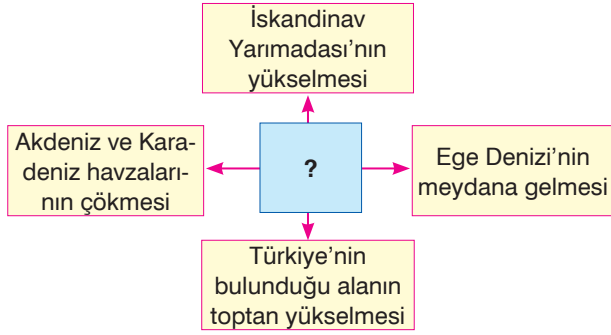 İskandinav
Yarımadası’nın
yükselmesi
Akdeniz ve Kara-
deniz havzaları-
nın çökmesi
?
Ege Denizi’nin
meydana gelmesi
Türkiye’nin
bulunduğu alanın
toptan yükselmesi